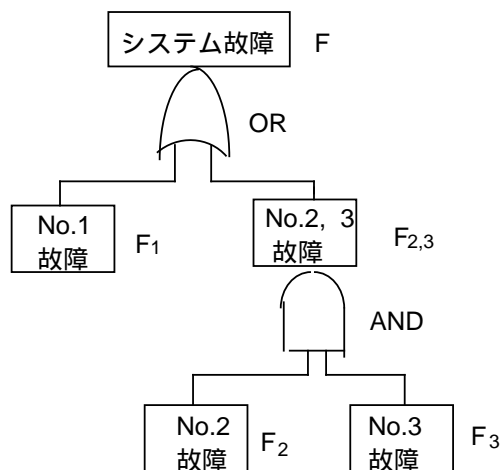 システム故障 F
OR
No.1
故障
F1
No.2, 3
故障
F2,3
AND
No.2
故障
F2
No.3
故障
F3